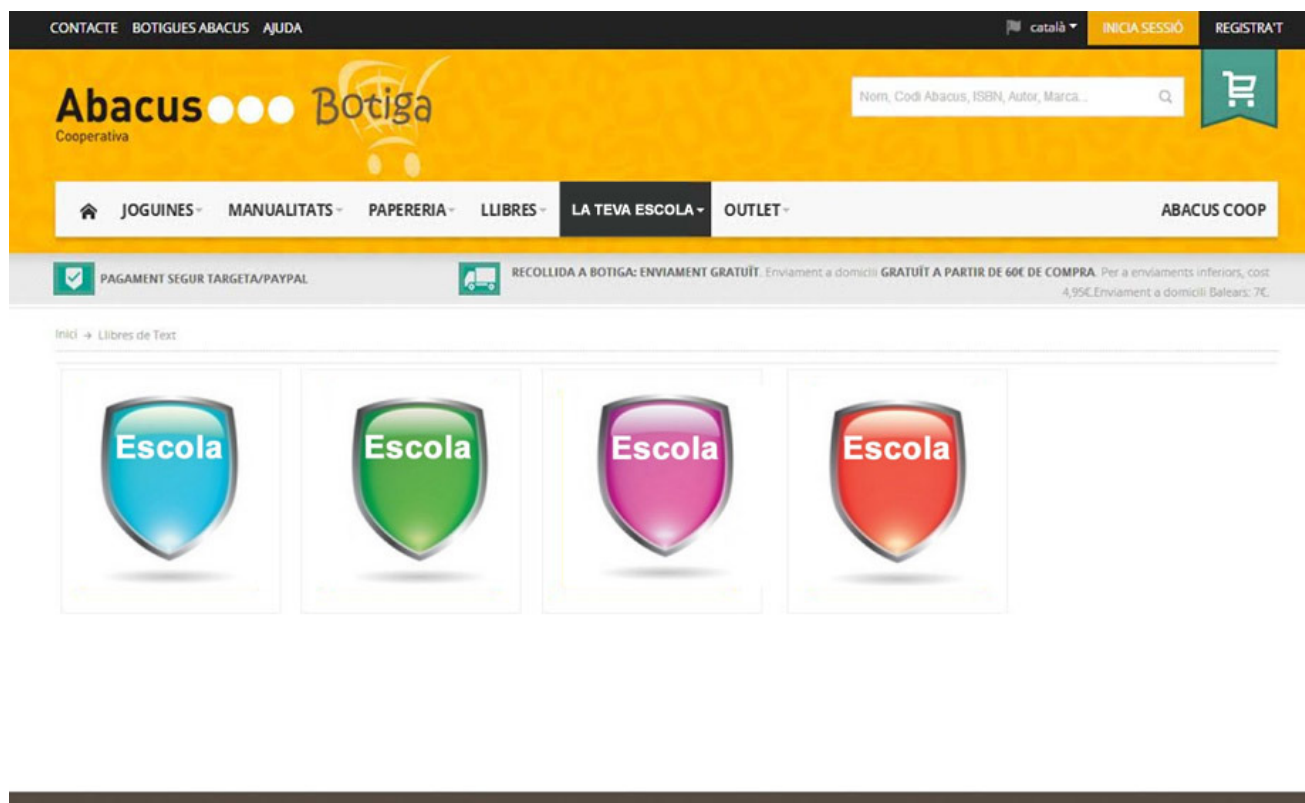 CONTACTE BOTIGUES ABACUS AJUDA
català INICIA SESSIÓ REGISTRA'T
Abacus Botiga
Cooperativa
Nom, Codi Abacus, ISBN, Autor, Marca...
JOGUINES MANUALITATS PAPERERIA LLIBRES LA TEVA ESCOLA OUTLET ABACUS COOP
PAGAMENT SEGUR TARGETA/PAYPAL
RECOLLIDA A BOTIGA: ENVIAMENT GRATUÏT. Enviament a domicili GRATUÏT A PARTIR DE 60€ DE COMPRA. Per a enviaments inferiors, cost
4,95€.Enviament a domicili Balears: 7€.
Inici → Llibres de Text
Escola Escola Escola Escola